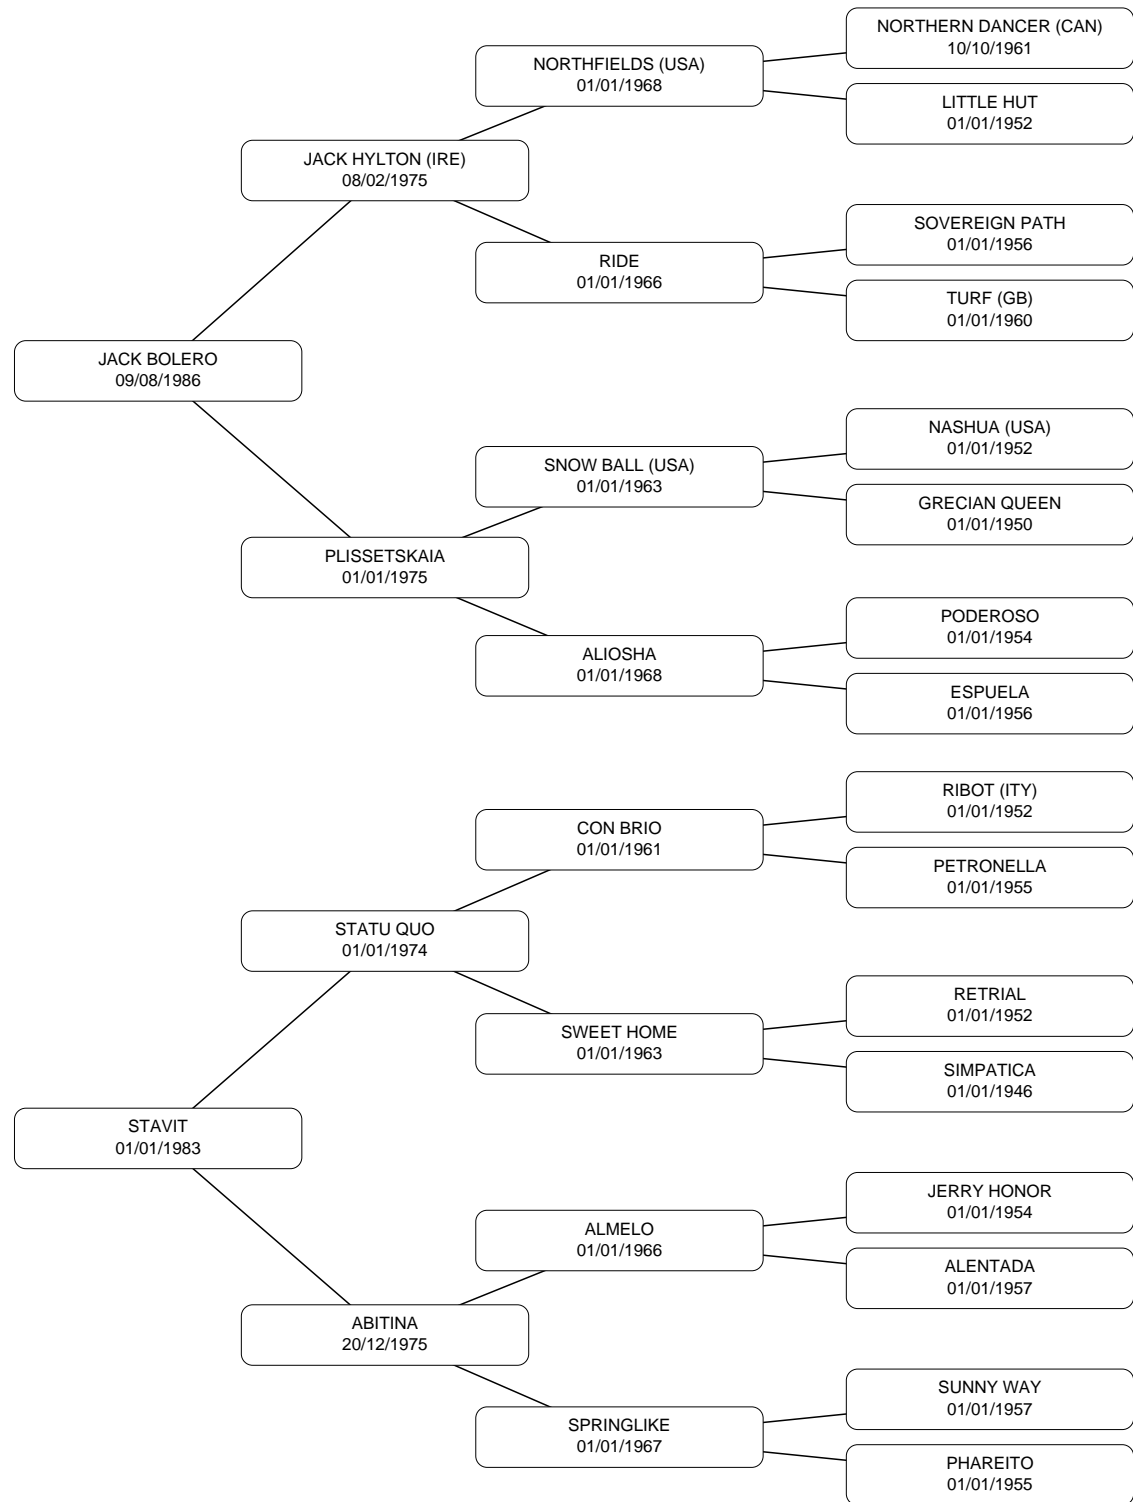 NORTHERN DANCER (CAN)
10/10/1961
NORTHFIELDS (USA)
01/01/1968
LITTLE HUT
01/01/1952
JACK HYLTON (IRE)
08/02/1975
SOVEREIGN PATH
01/01/1956
RIDE
01/01/1966
TURF (GB)
01/01/1960
JACK BOLERO
09/08/1986
NASHUA (USA)
01/01/1952
SNOW BALL (USA)
01/01/1963
GRECIAN QUEEN
01/01/1950
PLISSETSKAIA
01/01/1975
PODEROSO
01/01/1954
ALIOSHA
01/01/1968
ESPUELA
01/01/1956
RIBOT (ITY)
01/01/1952
CON BRIO
01/01/1961
PETRONELLA
01/01/1955
STATU QUO
01/01/1974
RETRIAL
01/01/1952
SWEET HOME
01/01/1963
SIMPATICA
01/01/1946
STAVIT
01/01/1983
JERRY HONOR
01/01/1954
ALMELO
01/01/1966
ALENTADA
01/01/1957
ABITINA
20/12/1975
SUNNY WAY
01/01/1957
SPRINGLIKE
01/01/1967
PHAREITO
01/01/1955